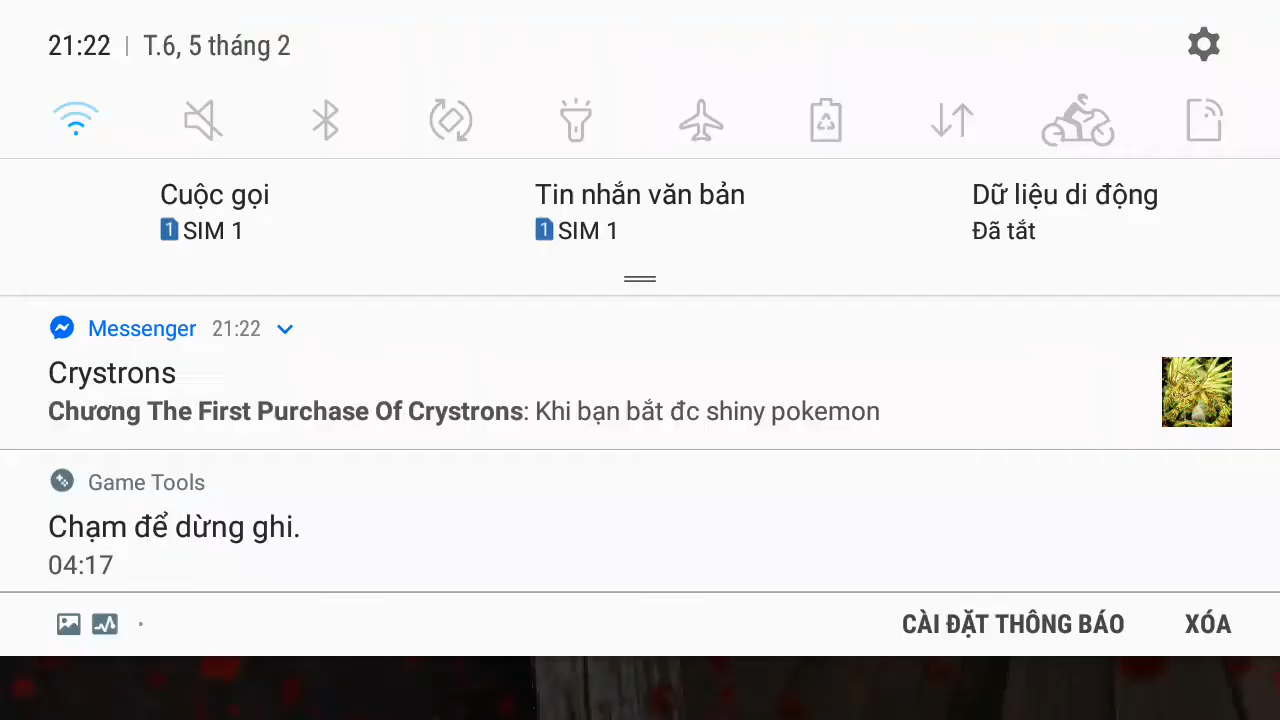 21:22 | T.6, 5 tháng 2
Cuộc gọi
1 SIM 1
Tin nhắn văn bản
1 SIM 1
Dữ liệu di động
Đã tắt
Messenger 21:22
Crystrons
Chương The First Purchase Of Crystrons: Khi bạn bắt đc shiny pokemon
Game Tools
Chạm để dừng ghi.
04:17
CÀI ĐẶT THÔNG BÁO XÓA